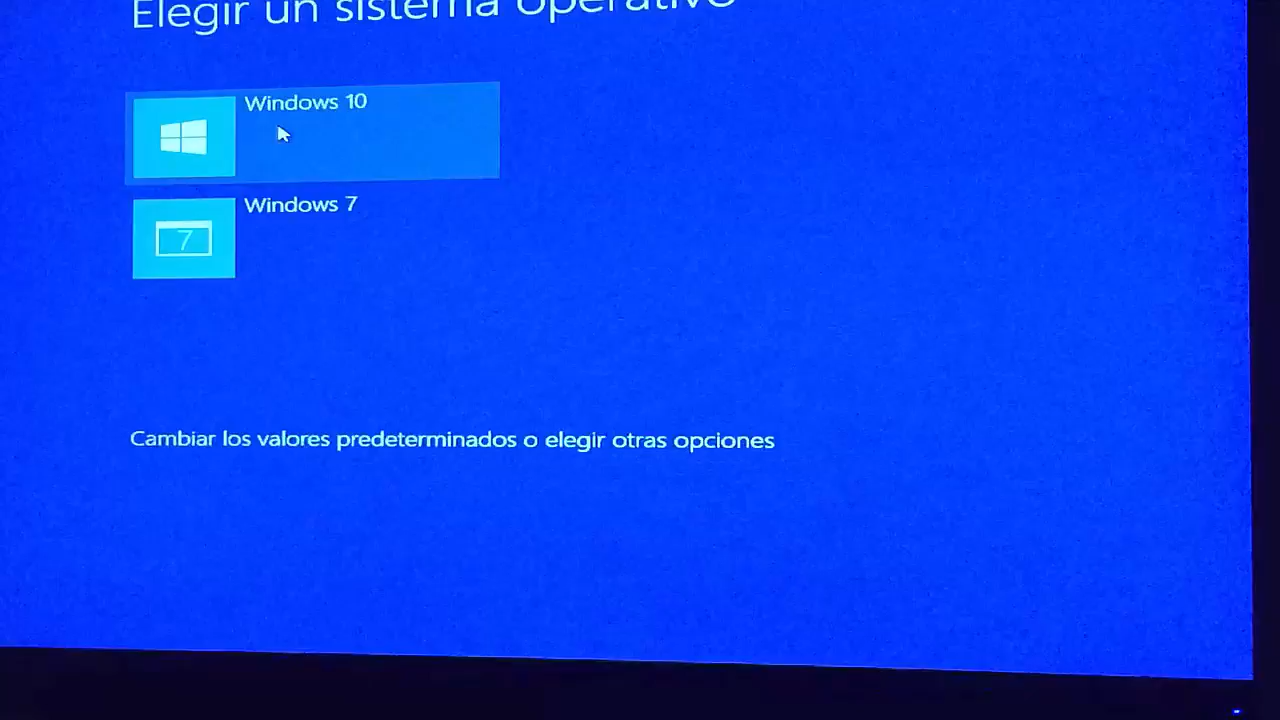 Elegir un sistema operativo
Windows 10
Windows 7
7
Cambiar los valores predeterminados o elegir otras opciones